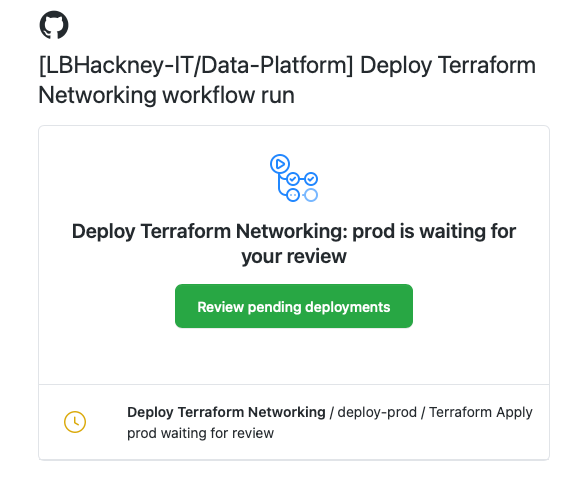 [LBHackney-IT/Data-Platform] Deploy Terraform
Networking workflow run
Deploy Terraform Networking: prod is waiting for
your review
Review pending deployments
Deploy Terraform Networking / deploy-prod / Terraform Apply
prod waiting for review